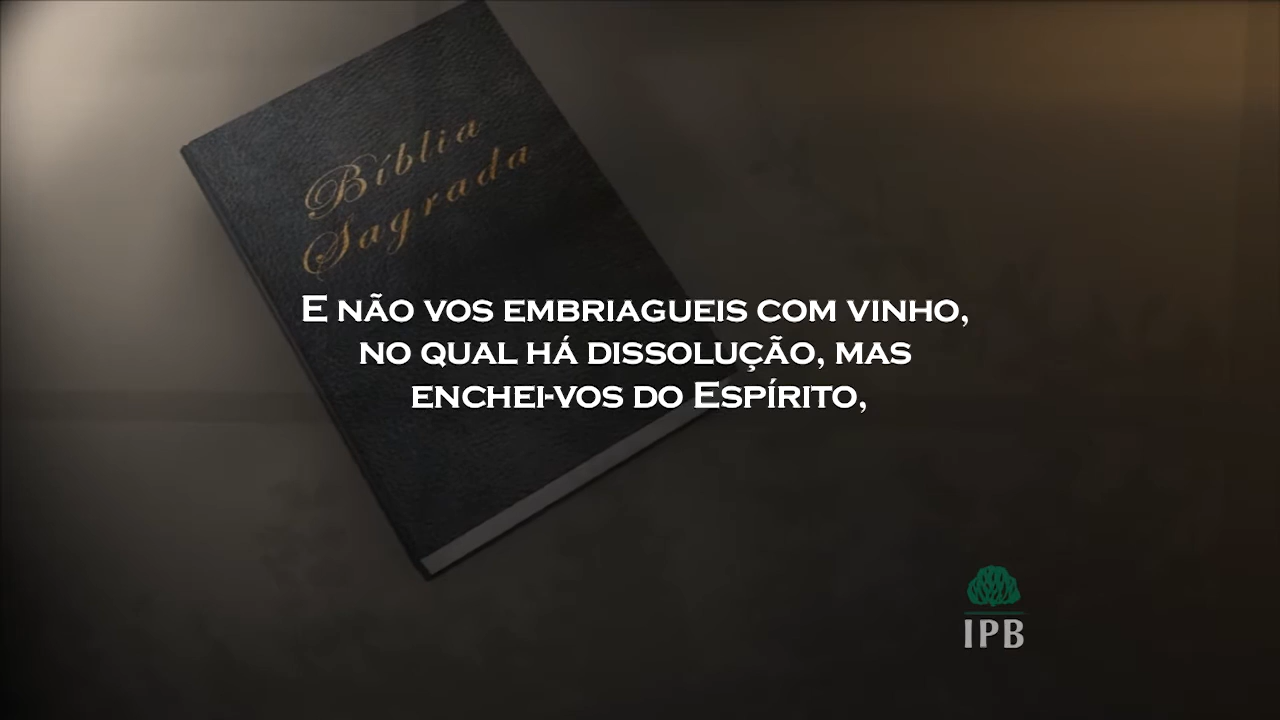 Bíblia
Sagrada
E NÃO VOS EMBRIAGUEIS COM VINHO,
NO QUAL HÁ DISSOLUÇÃO, MAS
ENCHEI-VOS DO ESPÍRITO,
IPB